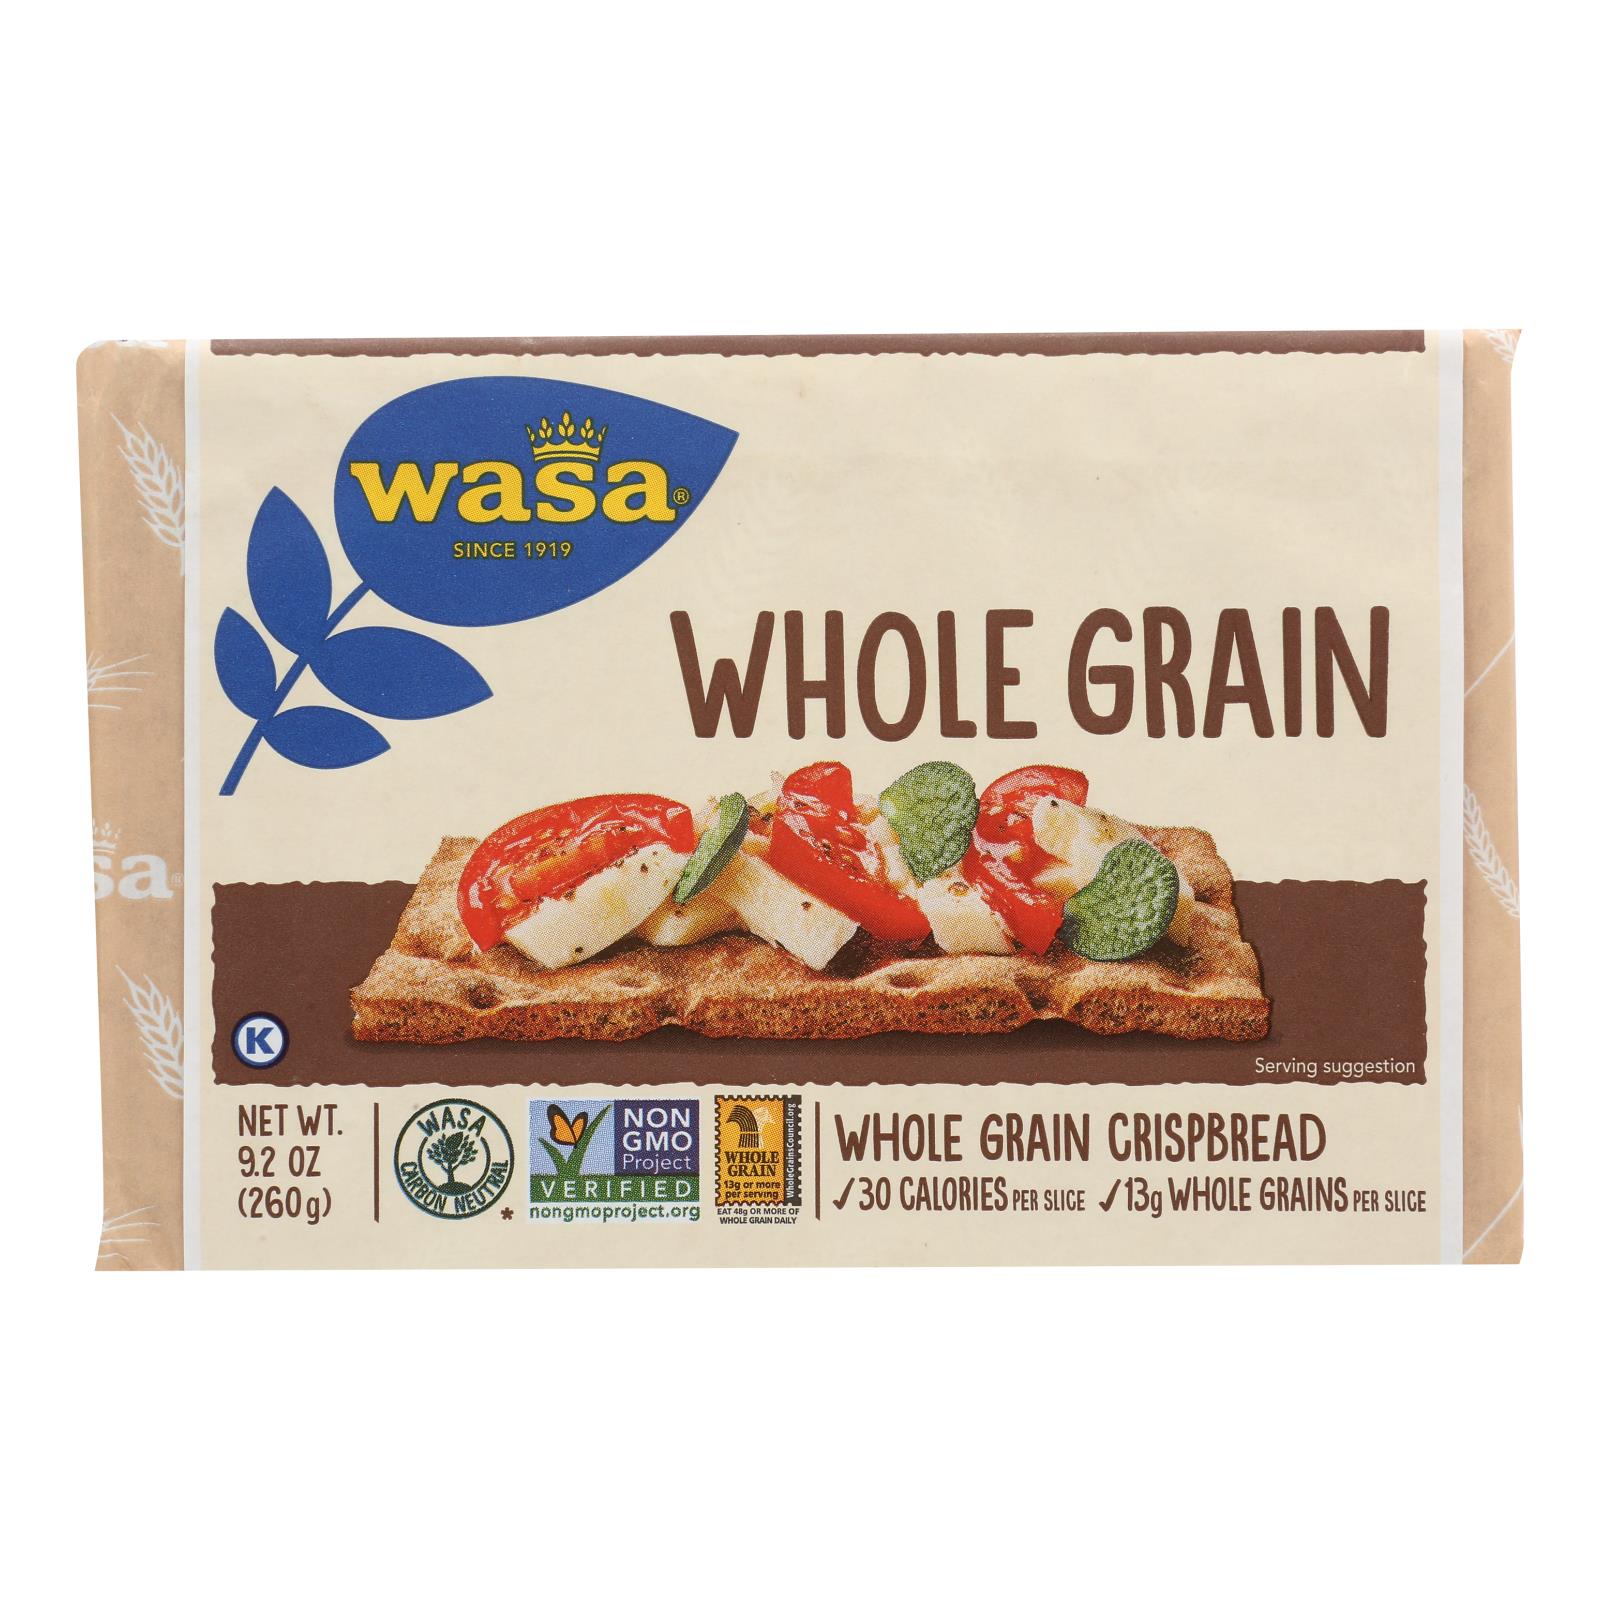 wasa®
SINCE 1919
WHOLE GRAIN
sa
K
Serving suggestion
NET WT.
9.2 OZ
(260g)
WASA
CARBON NEUTRAL
*
NON
GMO
Project
VERIFIED
nongmoproject.org
WHOLE
GRAIN
13g or more
per serving
WholeGrainsCouncil.org
EAT 48g OR MORE OF
WHOLE GRAIN DAILY
WHOLE GRAIN CRISPBREAD
✓30 CALORIES PER SLICE ✓13g WHOLE GRAINS PER SLICE